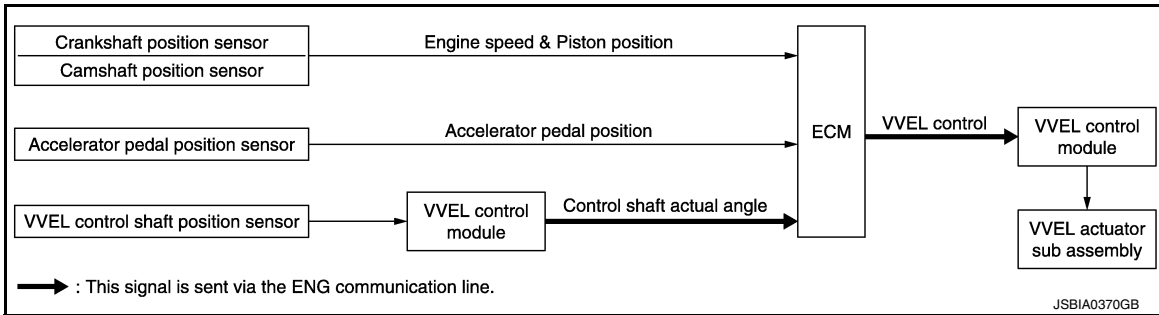 Crankshaft position sensor
Camshaft position sensor
Engine speed & Piston position
Accelerator pedal position sensor
Accelerator pedal position
VVEL control shaft position sensor
VVEL control
module
Control shaft actual angle
ECM
VVEL control
VVEL control
module
VVEL actuator
sub assembly
: This signal is sent via the ENG communication line.
JSBIA0370GB